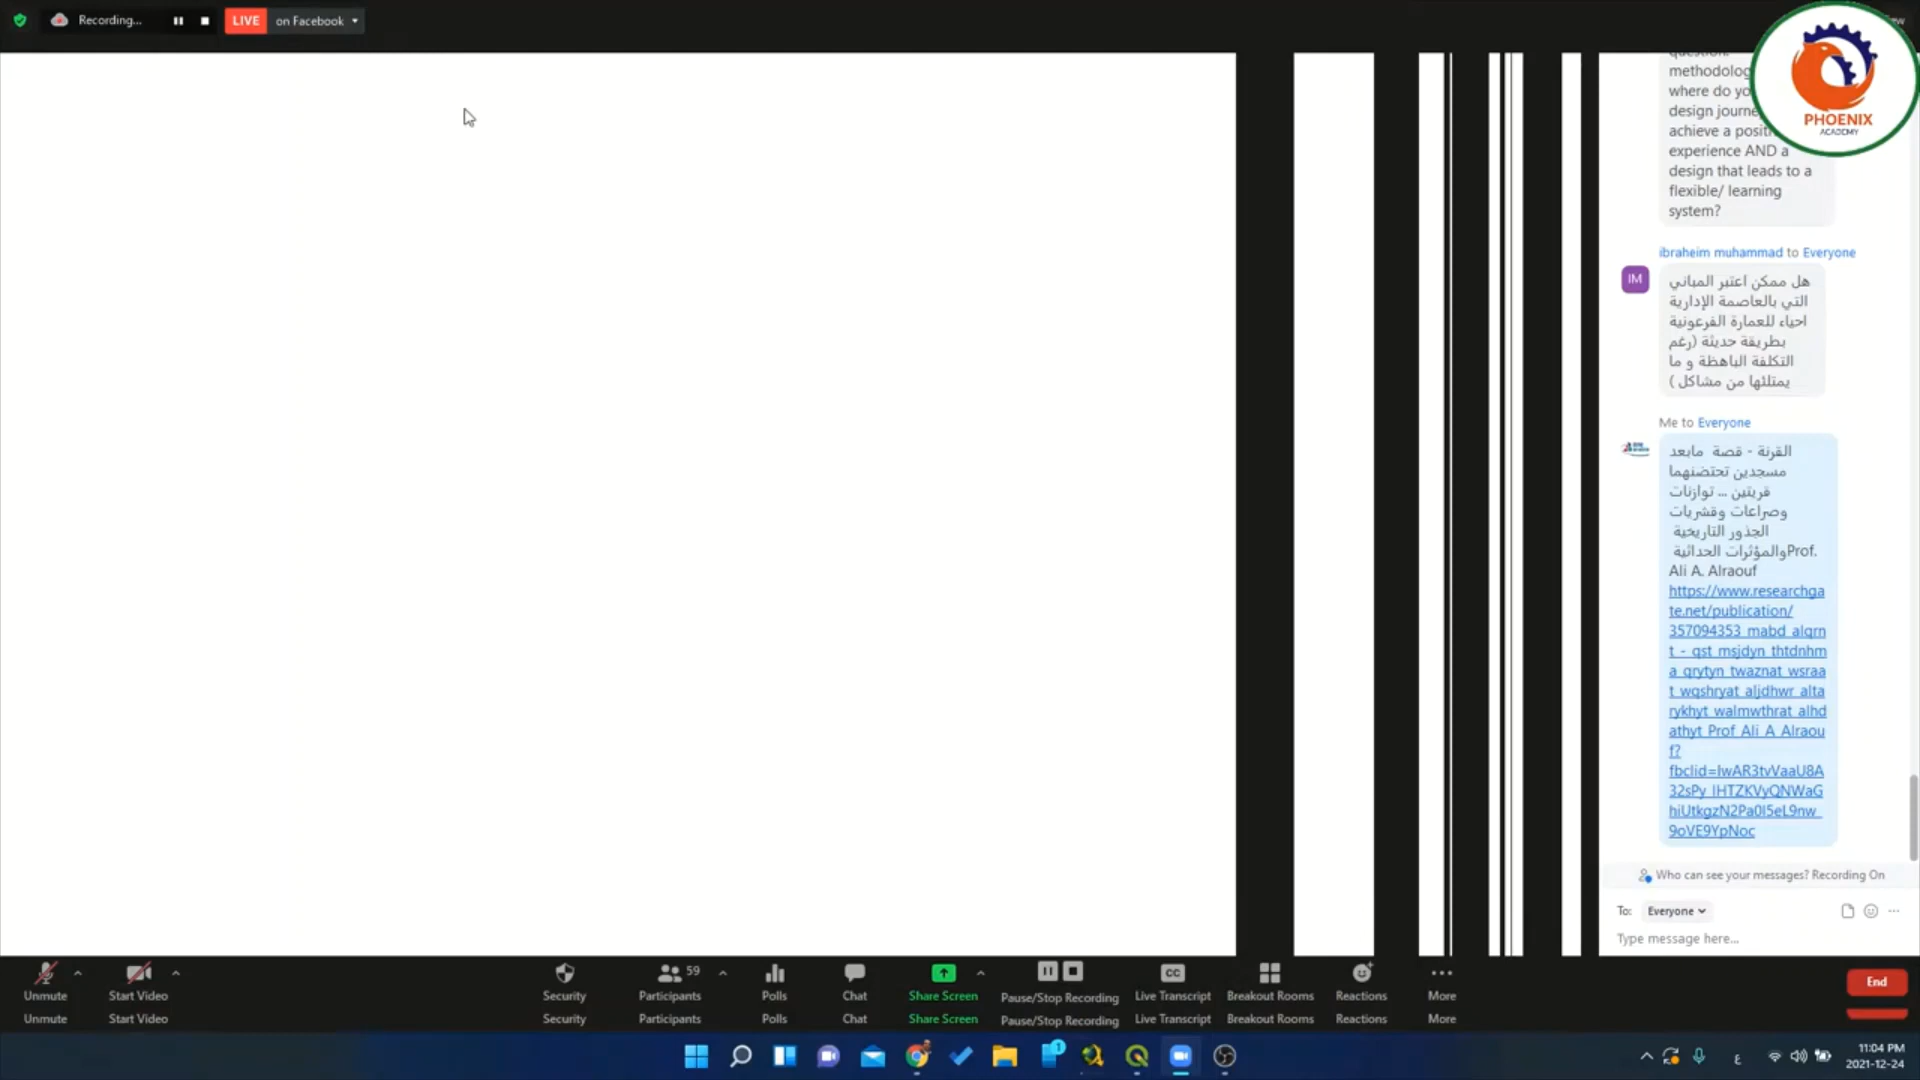 Recording...
LIVE on Facebook
PHOENIX
ACADEMY
methodolog
where do yo
design journe
achieve a posit
experience AND a
design that leads to a
flexible/ learning
system?
ibraheim muhammad to Everyone
IM
هل ممكن اعتبر المباني
التي بالعاصمة الإدارية
احياء للعمارة الفرعونية
بطريقة حديثة (رغم
التكلفة الباهظة و ما
يمتلئها من مشاكل )
Me to Everyone
القرنة - قصة مابعد
مسجدين تحتضنهما
قريتين ... توازنات
وصراعات وقشريات
الجذور التاريخية
والمؤثرات الحداثية Prof.
Ali A. Alraouf
https://www.researchga
te.net/publication/
357094353_mabd_alqrn
t_-_qst_msjdyn_thtdnhm
a_qrytyn_twaznat_wsraa
t_wqshryat_aljdhwr_alta
rykhyt_walmwthrat_alhd
athyt_Prof_Ali_A_Alraou
f?
fbclid=IwAR3tvVaaU8A
32sPy_IHTZKVyQNWaG
hiUtkgzN2Pa0I5eL9nw_
9oVE9YpNoc
Who can see your messages? Recording On
To: Everyone
Type message here...
59
CC
Unmute Start Video Security Participants Polls Chat Share Screen Pause/Stop Recording Live Transcript Breakout Rooms Reactions More End
Unmute Start Video Security Participants Polls Chat Share Screen Pause/Stop Recording Live Transcript Breakout Rooms Reactions More
1
ع
11:04 PM
2021-12-24